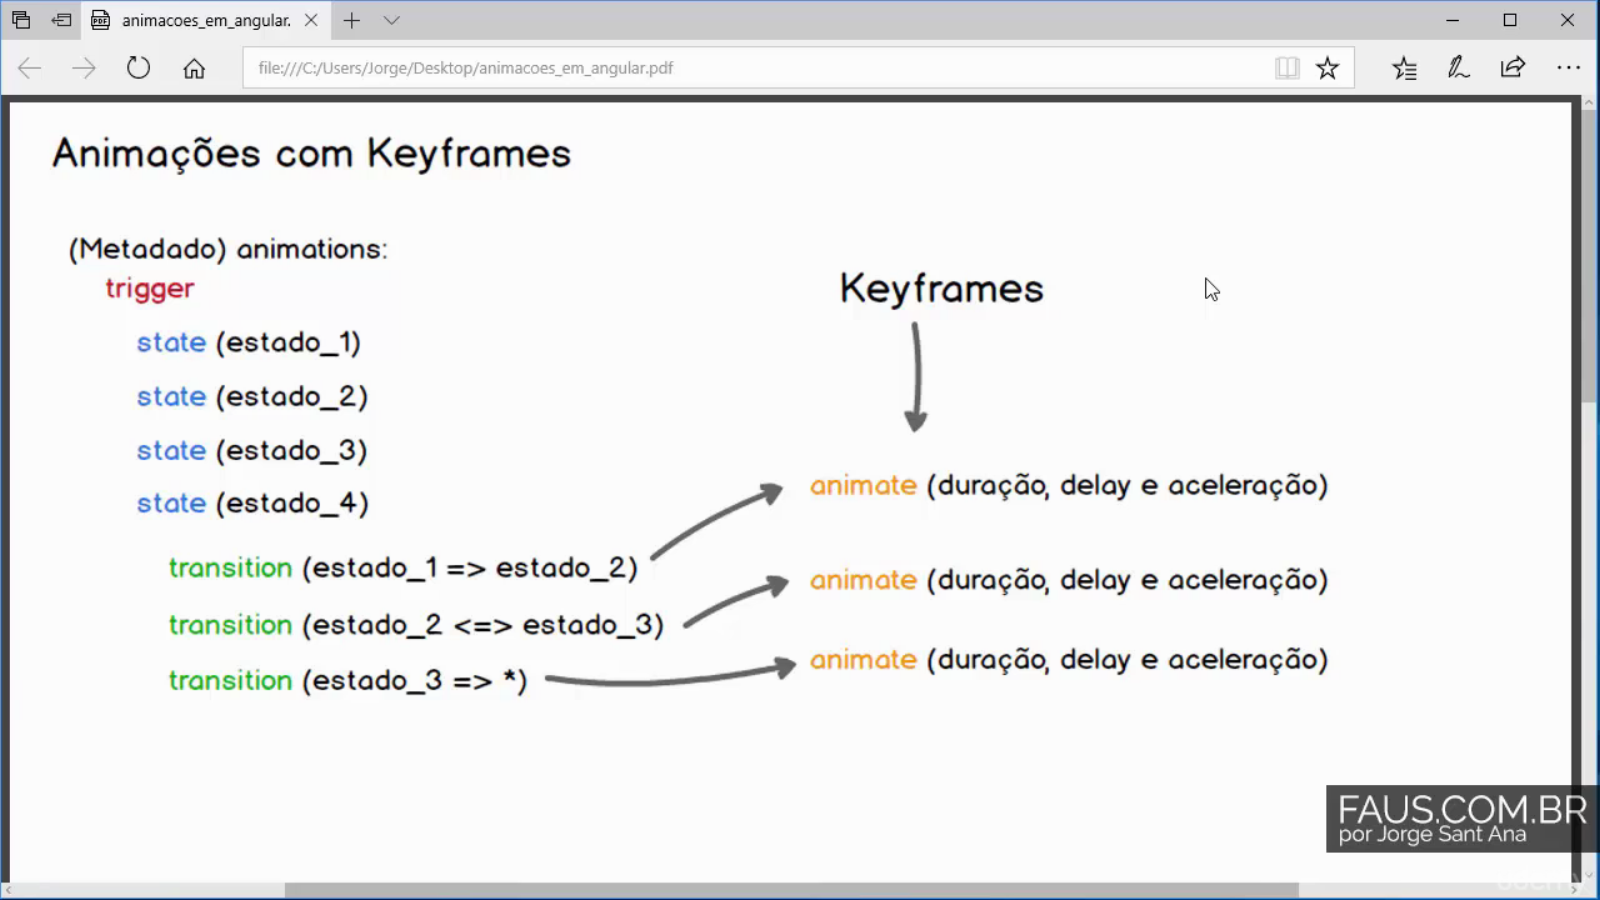 animacoes_em_angular.
file:///C:/Users/Jorge/Desktop/animacoes_em_angular.pdf
Animações com Keyframes
(Metadado) animations:
trigger
state (estado_1)
state (estado_2)
state (estado_3)
state (estado_4)
transition (estado_1 => estado_2)
transition (estado_2 <=> estado_3)
transition (estado_3 => *)
Keyframes
animate (duração, delay e aceleração)
animate (duração, delay e aceleração)
animate (duração, delay e aceleração)
FAUS.COM.BR
por Jorge Sant Ana